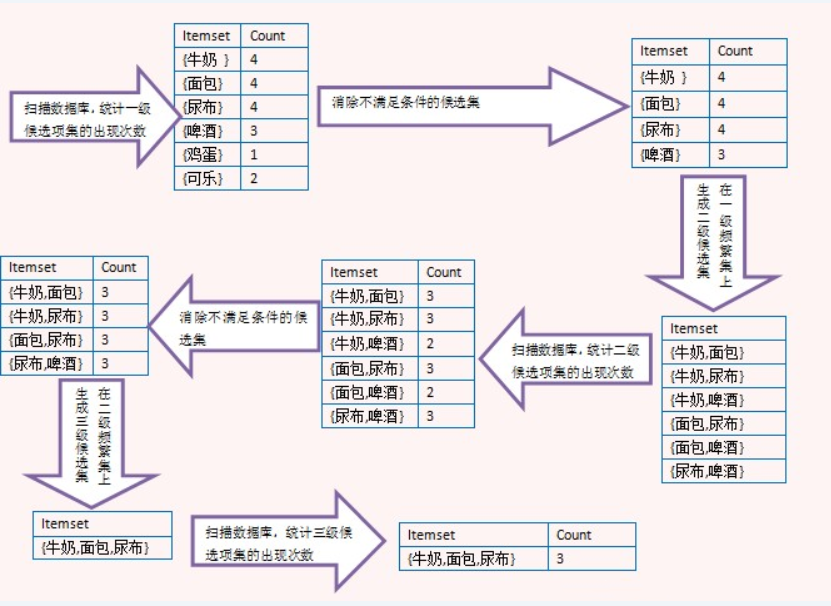 扫描数据库，统计一级
候选项集的出现次数
Itemset Count
{牛奶 } 4
{面包} 4
{尿布} 4
{啤酒} 3
{鸡蛋} 1
{可乐} 2
消除不满足条件的候选集
Itemset Count
{牛奶 } 4
{面包} 4
{尿布} 4
{啤酒} 3
在一级频繁集上
生成二级候选集
Itemset
{牛奶,面包}
{牛奶,尿布}
{牛奶,啤酒}
{面包,尿布}
{面包,啤酒}
{尿布,啤酒}
扫描数据库，统计二级
候选项集的出现次数
Itemset Count
{牛奶,面包} 3
{牛奶,尿布} 3
{牛奶,啤酒} 2
{面包,尿布} 3
{面包,啤酒} 2
{尿布,啤酒} 3
消除不满足条件的候
选集
Itemset Count
{牛奶,面包} 3
{牛奶,尿布} 3
{面包,尿布} 3
{尿布,啤酒} 3
在二级频繁集上
生成三级候选集
Itemset
{牛奶,面包,尿布}
扫描数据库，统计三级候
选项集的出现次数
Itemset Count
{牛奶,面包,尿布} 3